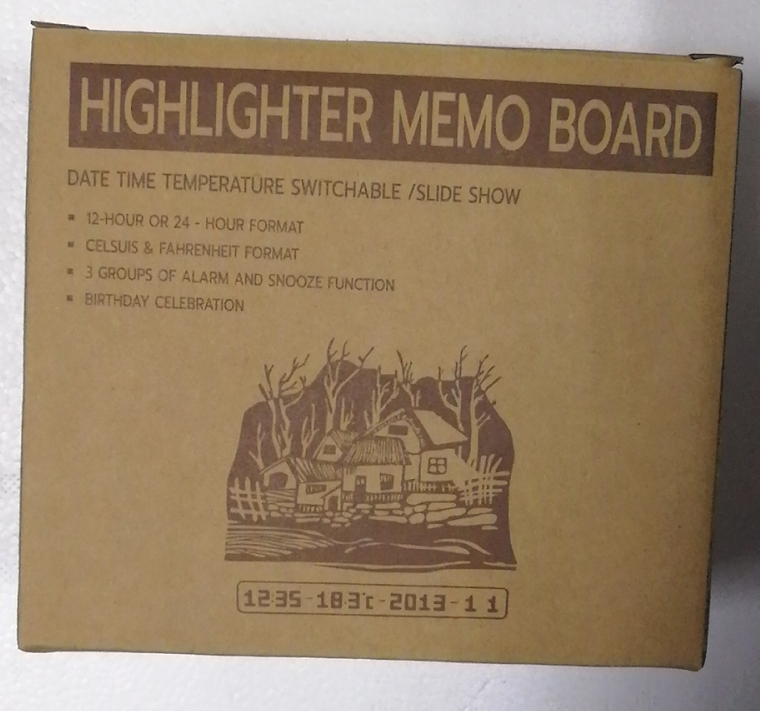 HIGHLIGHTER MEMO BOARD
DATE TIME TEMPERATURE SWITCHABLE /SLIDE SHOW
▪ 12-HOUR OR 24 - HOUR FORMAT
▪ CELSUIS & FAHRENHEIT FORMAT
▪ 3 GROUPS OF ALARM AND SNOOZE FUNCTION
▪ BIRTHDAY CELEBRATION
12:35-18.3°c-2013-1 1